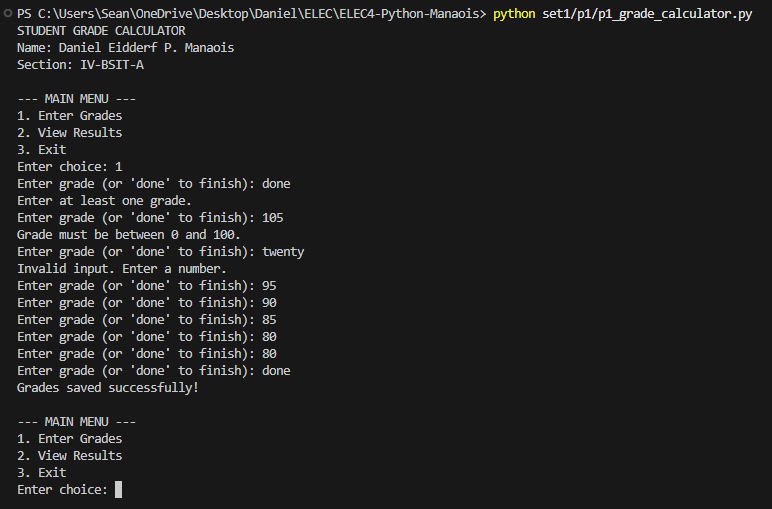 PS C:\Users\Sean\OneDrive\Desktop\Daniel\ELEC\ELEC4-Python-Manaois> python set1/p1/p1_grade_calculator.py
STUDENT GRADE CALCULATOR
Name: Daniel Eidderf P. Manaois
Section: IV-BSIT-A

--- MAIN MENU ---
1. Enter Grades
2. View Results
3. Exit
Enter choice: 1
Enter grade (or 'done' to finish): done
Enter at least one grade.
Enter grade (or 'done' to finish): 105
Grade must be between 0 and 100.
Enter grade (or 'done' to finish): twenty
Invalid input. Enter a number.
Enter grade (or 'done' to finish): 95
Enter grade (or 'done' to finish): 90
Enter grade (or 'done' to finish): 85
Enter grade (or 'done' to finish): 80
Enter grade (or 'done' to finish): 80
Enter grade (or 'done' to finish): done
Grades saved successfully!

--- MAIN MENU ---
1. Enter Grades
2. View Results
3. Exit
Enter choice: